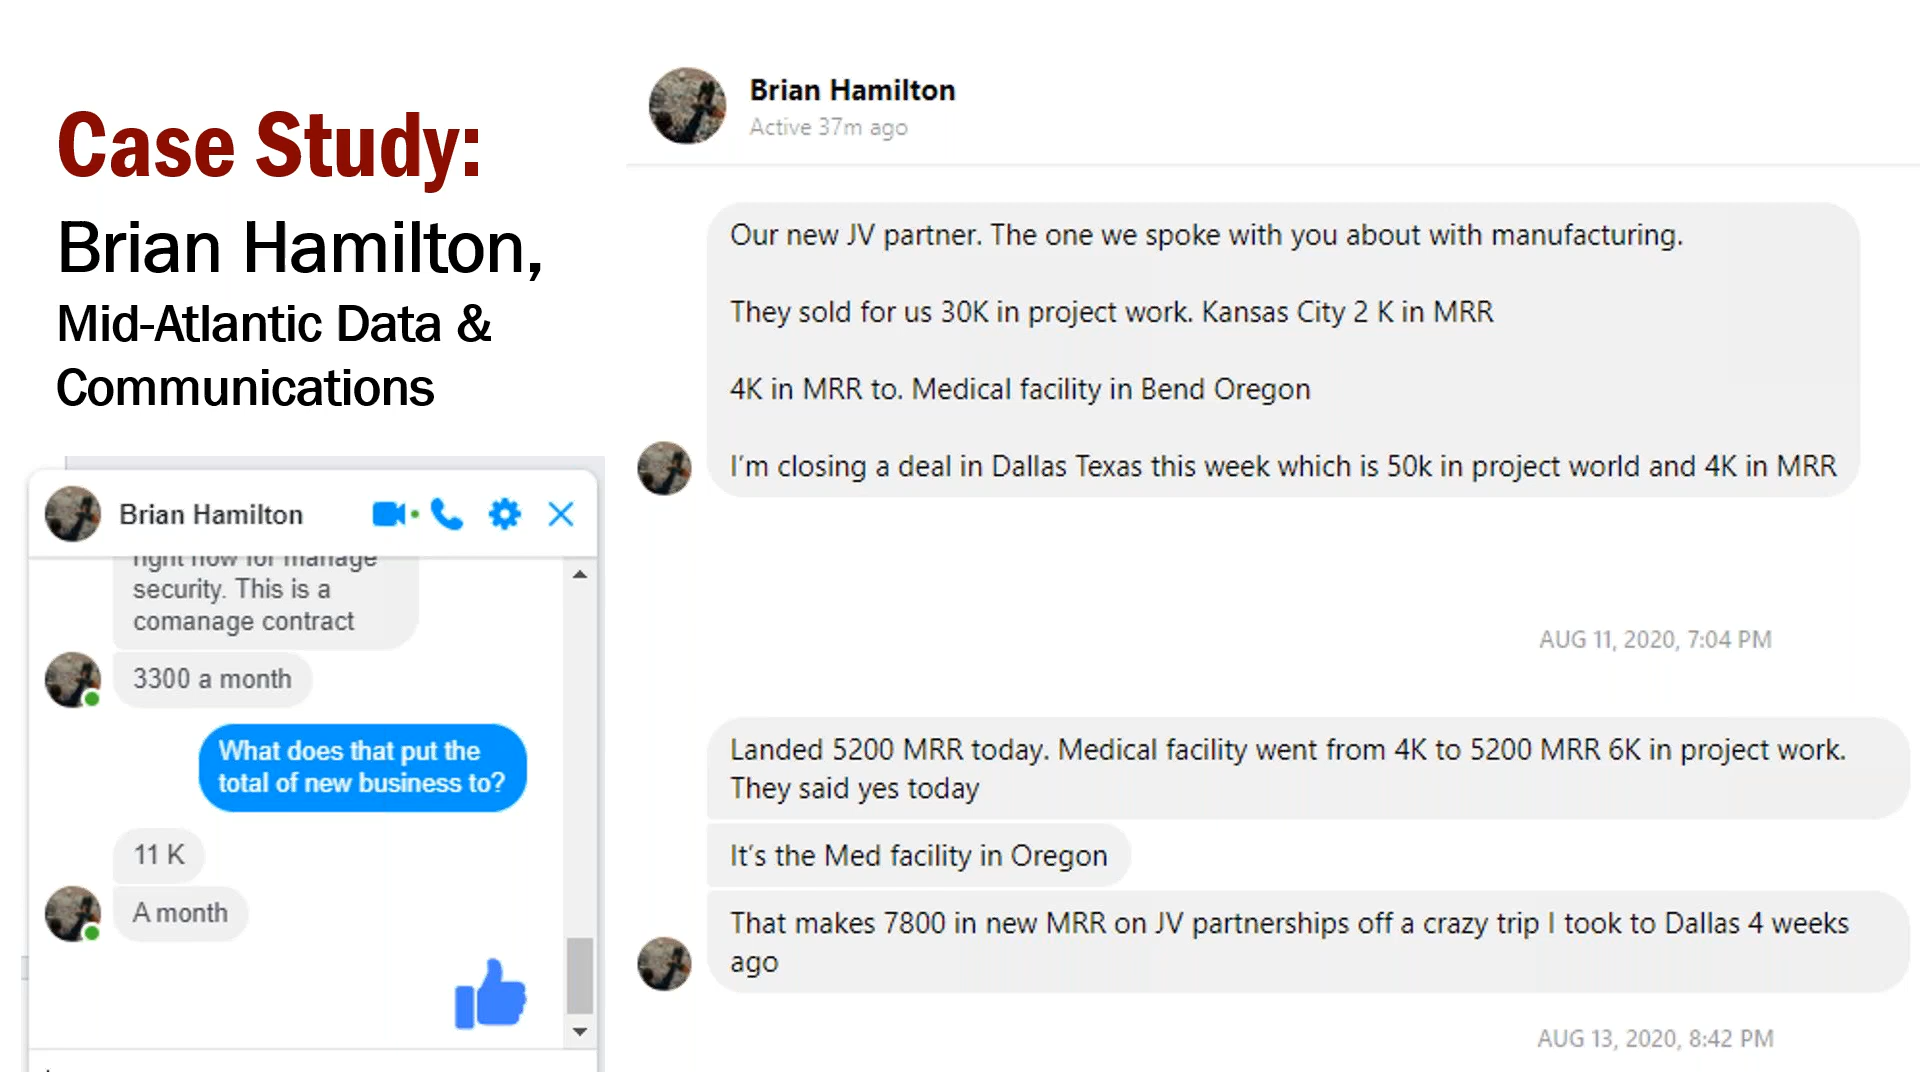 Case Study:
Brian Hamilton,
Mid-Atlantic Data &
Communications
Brian Hamilton
right now for manage
security. This is a
comanage contract
3300 a month
What does that put the
total of new business to?
11 K
A month
Brian Hamilton
Active 37m ago
Our new JV partner. The one we spoke with you about with manufacturing.
They sold for us 30K in project work. Kansas City 2 K in MRR
4K in MRR to. Medical facility in Bend Oregon
I'm closing a deal in Dallas Texas this week which is 50k in project world and 4K in MRR
AUG 11, 2020, 7:04 PM
Landed 5200 MRR today. Medical facility went from 4K to 5200 MRR 6K in project work.
They said yes today
It's the Med facility in Oregon
That makes 7800 in new MRR on JV partnerships off a crazy trip I took to Dallas 4 weeks
ago
AUG 13, 2020, 8:42 PM